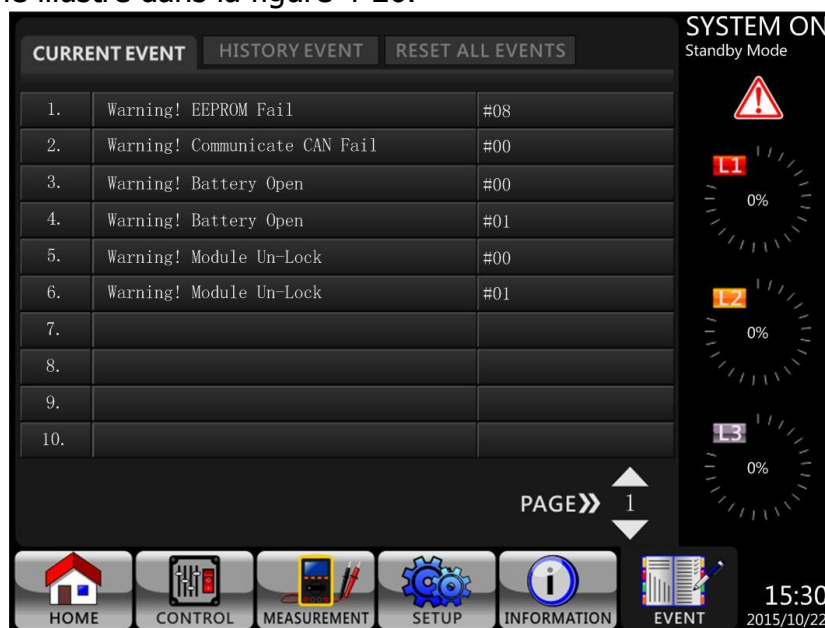 illustré dans la figure 4-26.
SYSTEM ON
Standby Mode
CURRENT EVENT HISTORY EVENT RESET ALL EVENTS
1. Warning! EEPROM Fail #08
2. Warning! Communicate CAN Fail #00
3. Warning! Battery Open #00
4. Warning! Battery Open #01
5. Warning! Module Un-Lock #00
6. Warning! Module Un-Lock #01
7.
8.
9.
10.
L1
0%
L2
0%
L3
0%
PAGE 1
HOME CONTROL MEASUREMENT SETUP INFORMATION EVENT
15:30
2015/10/22